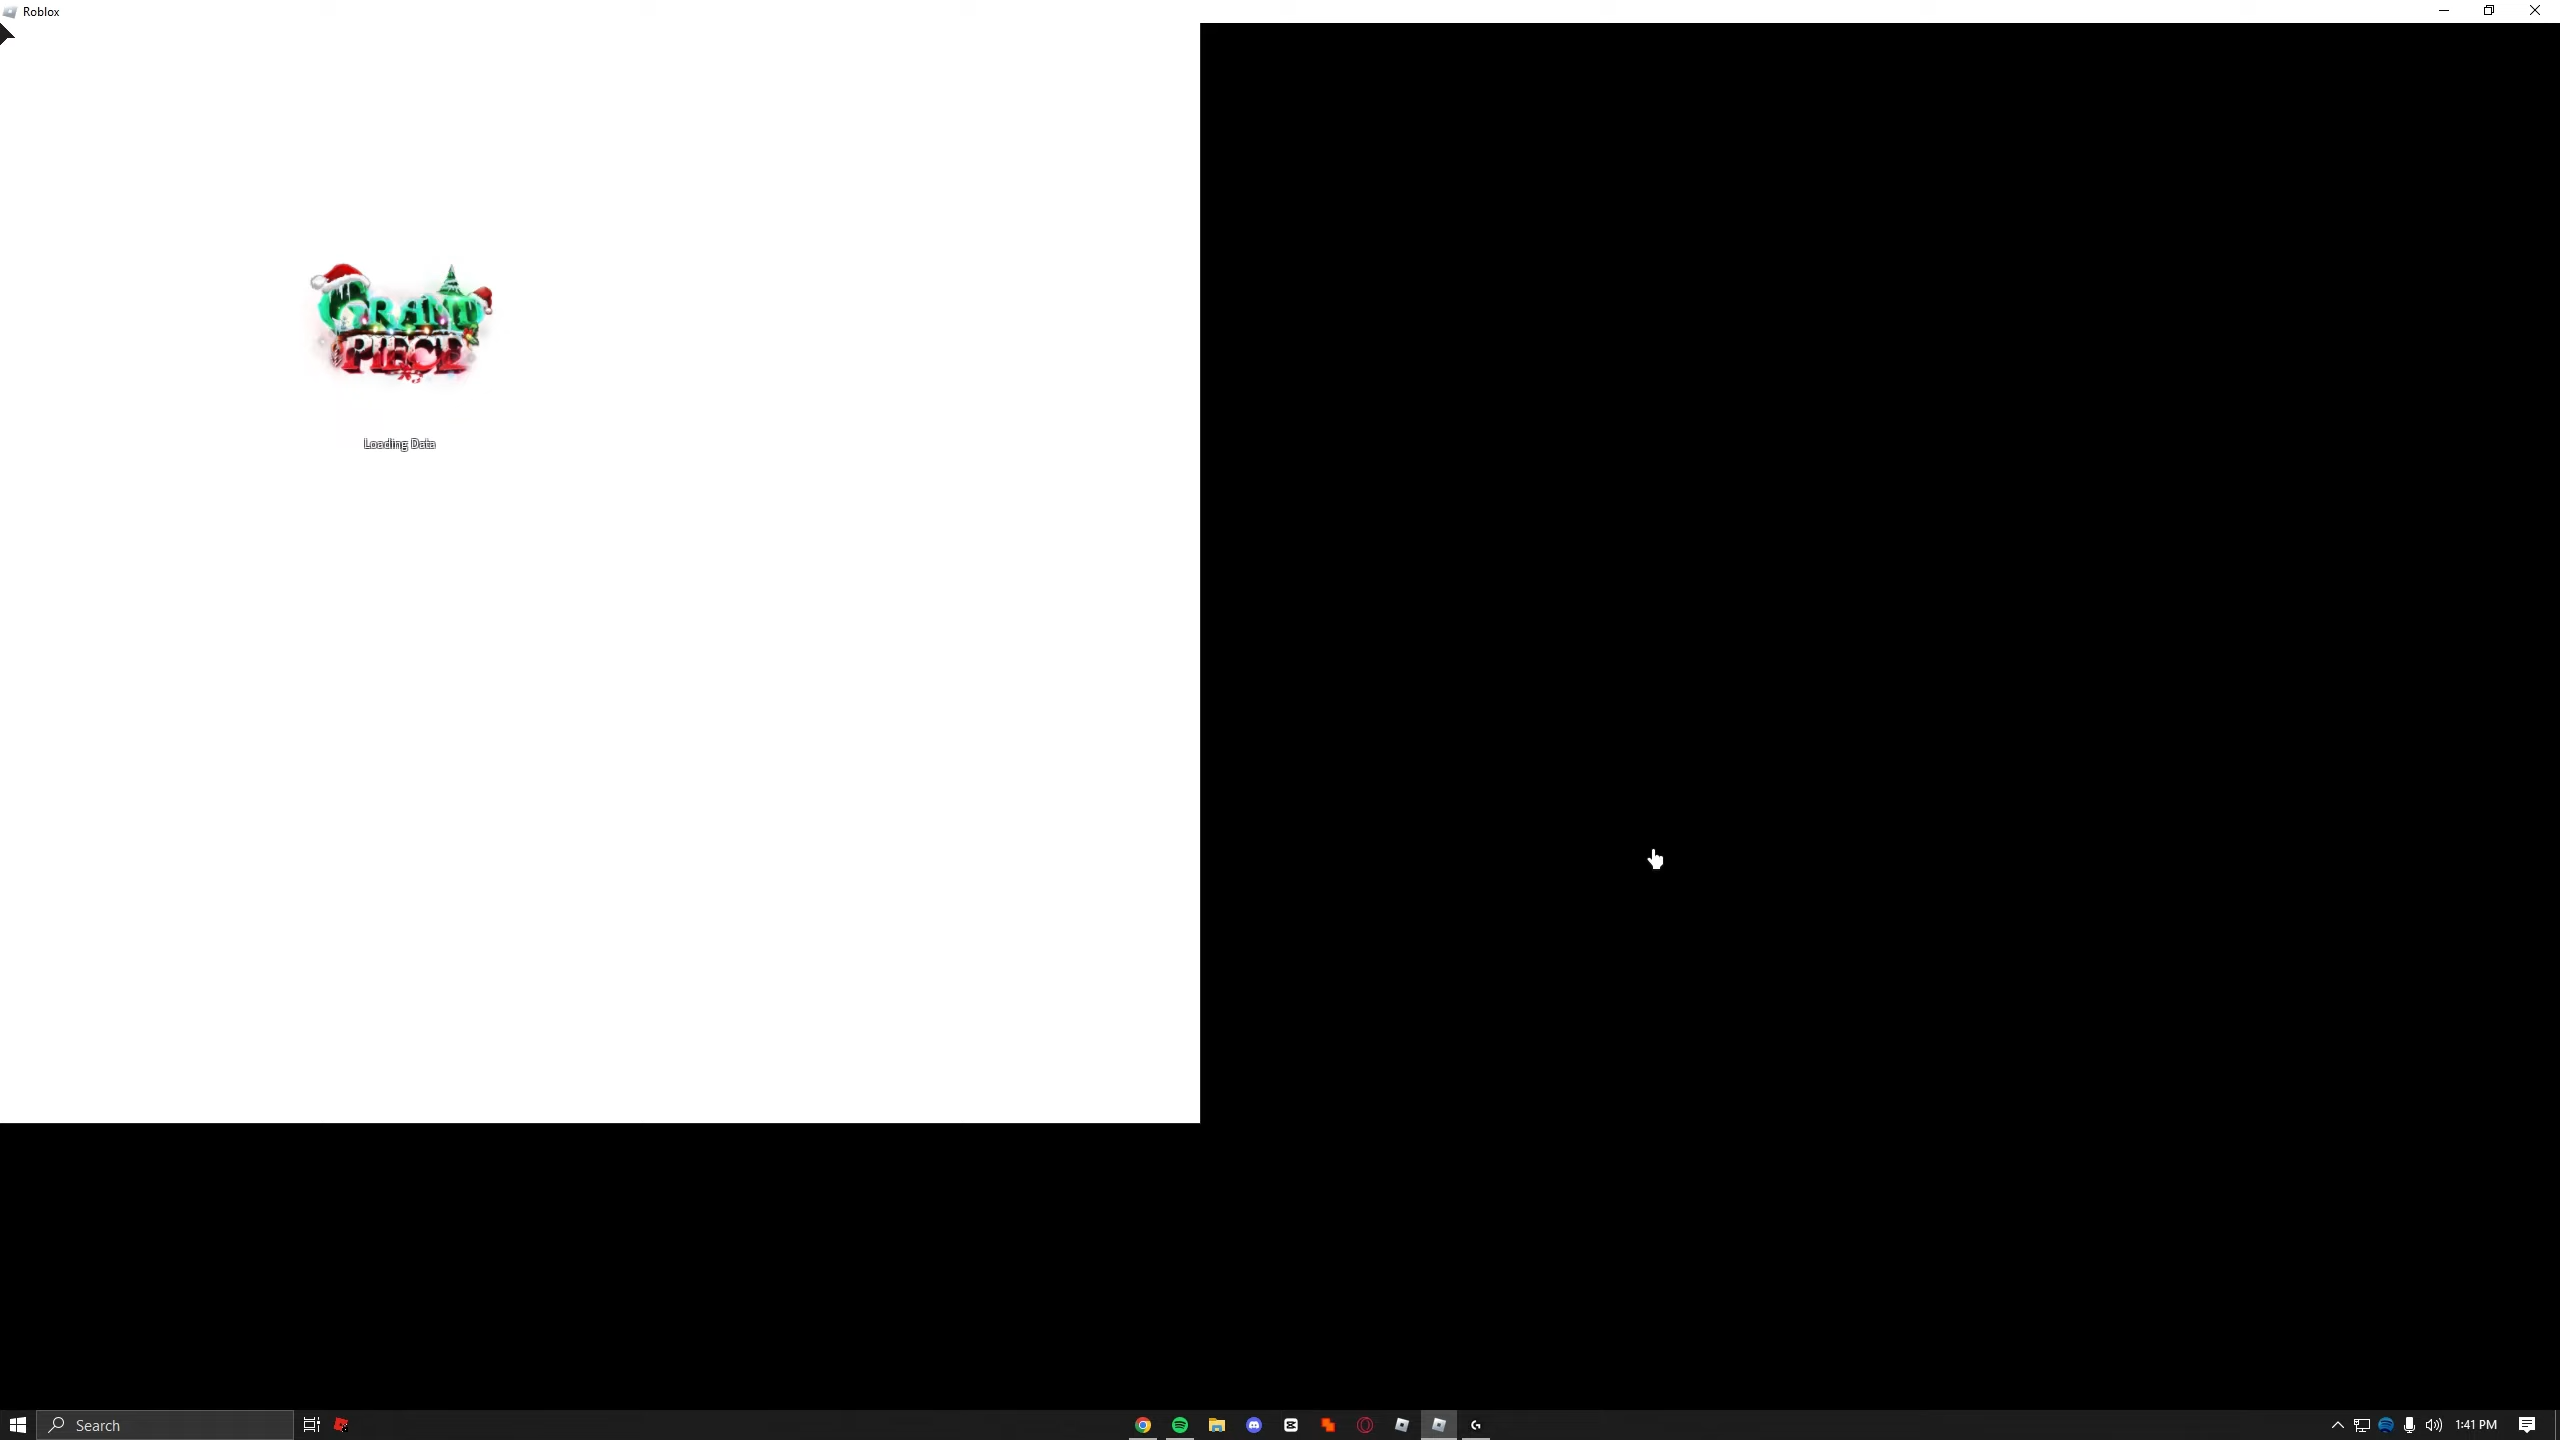 Roblox
GRAND
PIECE
Loading Data
Search
1:41 PM